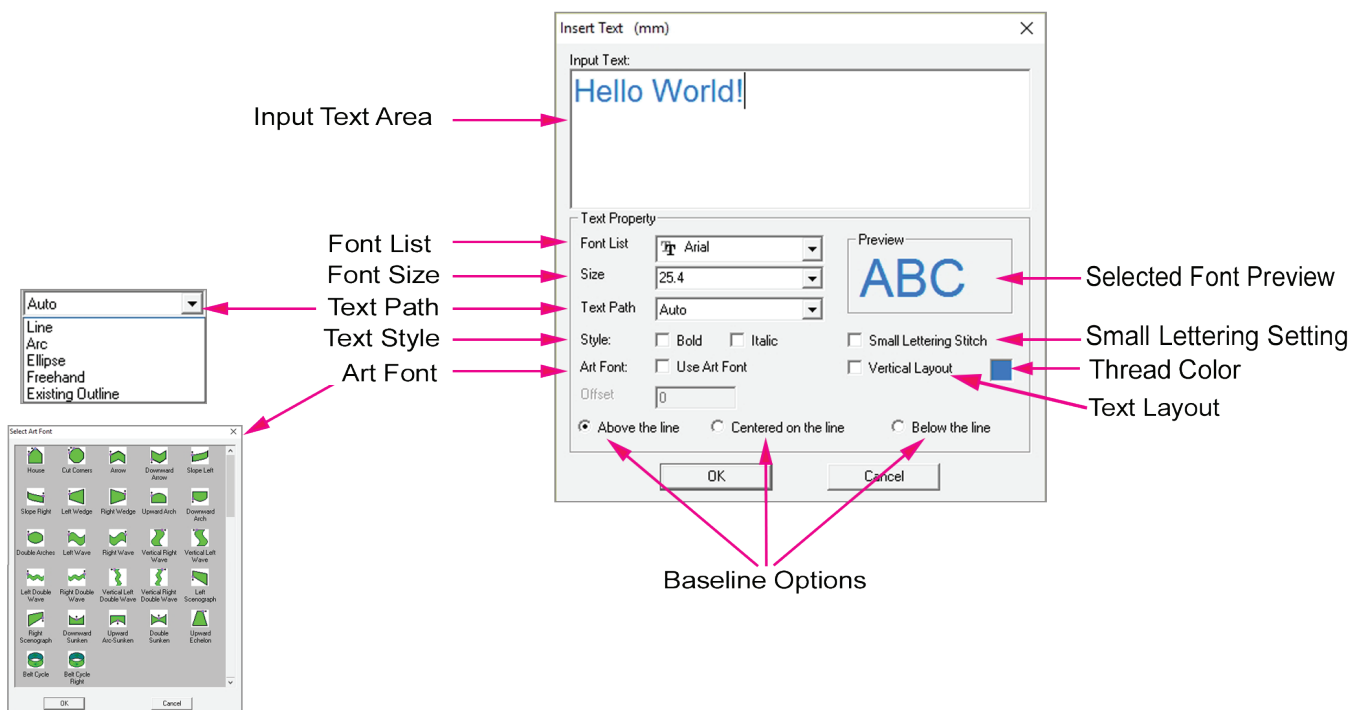 Insert Text (mm)
Input Text:
Hello World!
Input Text Area
Text Property
Font List
Font List
Arial
Preview
ABC
Selected Font Preview
Font Size
Size
25.4
Text Path
Text Path
Auto
Auto
Line
Arc
Ellipse
Freehand
Existing Outline
Text Style
Style:
Bold
Italic
Small Lettering Stitch
Small Lettering Setting
Art Font
Art Font:
Use Art Font
Vertical Layout
Thread Color
Text Layout
Offset
0
Above the line
Centered on the line
Below the line
OK
Cancel
Baseline Options
Select Art Font
House
Cut Corners
Arrow
Downward
Arrow
Slope Left
Slope Right
Left Wedge
Right Wedge
Upward Arch
Downward
Arch
Double Arches
Left Wave
Right Wave
Vertical Right
Wave
Vertical Left
Wave
Left Double
Wave
Right Double
Wave
Vertical Left
Double Wave
Vertical Right
Double Wave
Left
Scenograph
Right
Scenograph
Downward
Sunken
Upward
Arc-Sunken
Double
Sunken
Upward
Echelon
Belt Cycle
Belt Cycle
Right
OK
Cancel